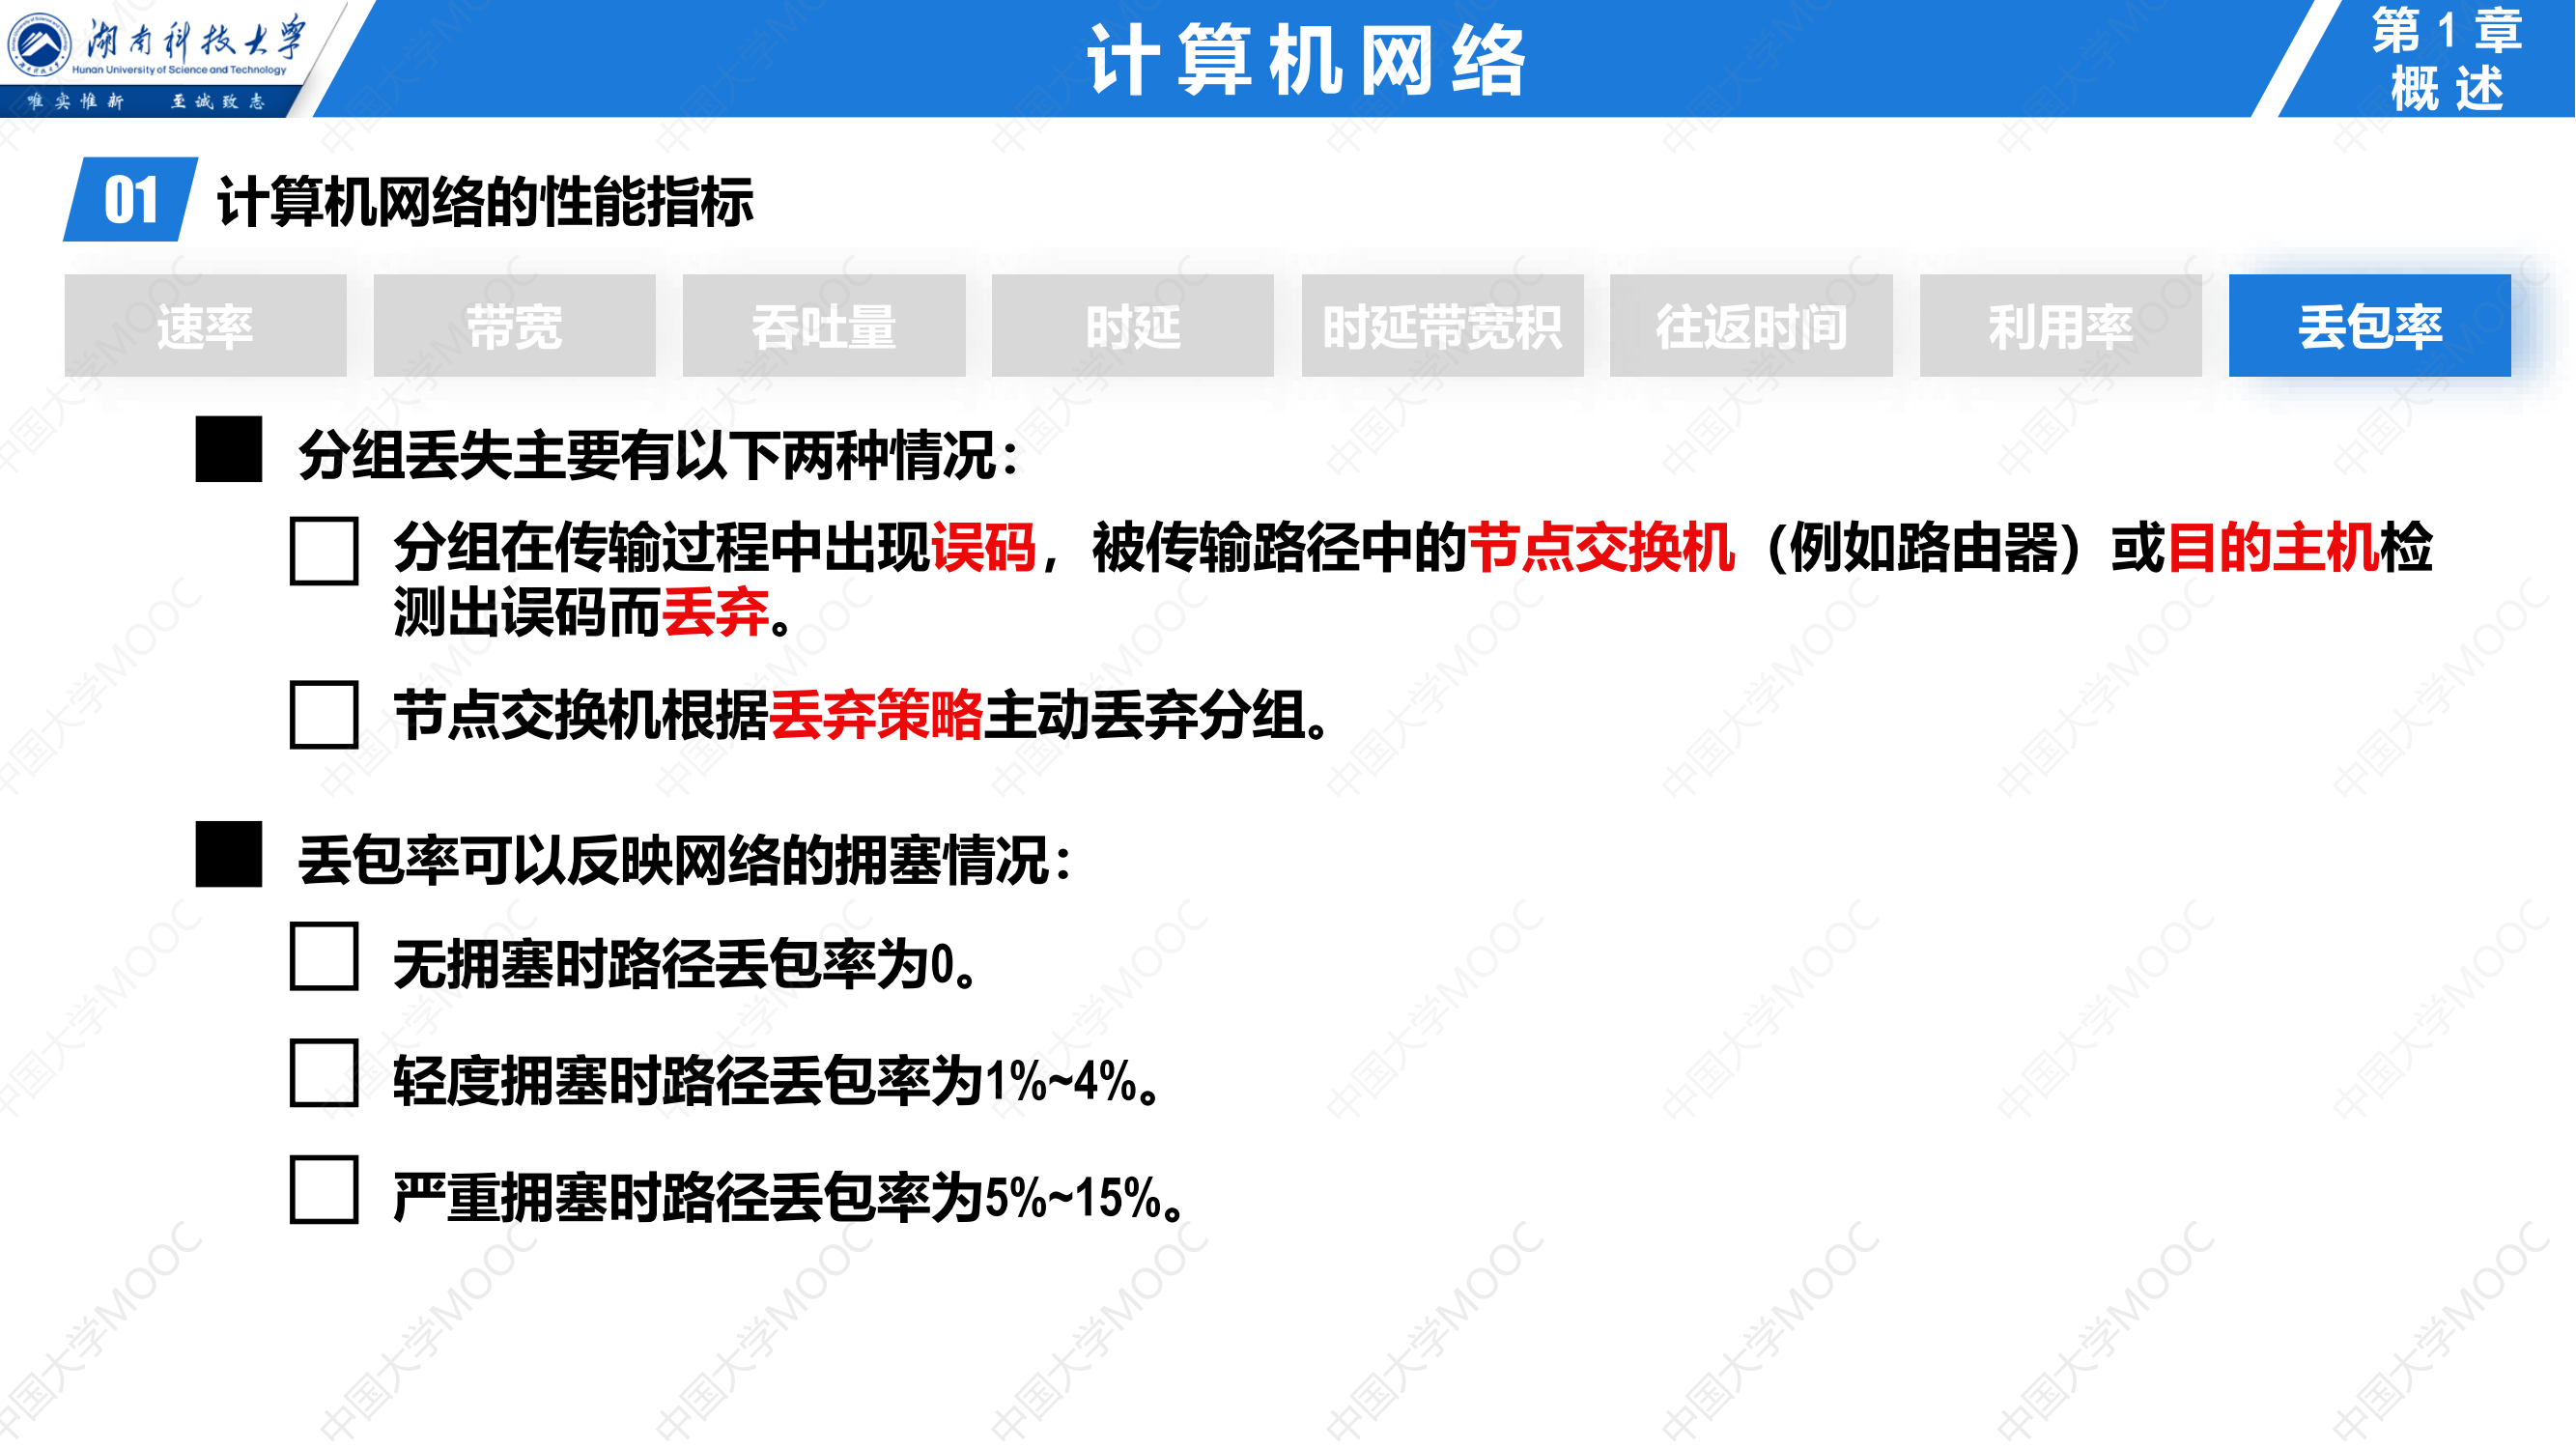 湖南科技大学
Hunan University of Science and Technology
唯实惟新 至诚致志
计算机网络
第1章
概述
01 计算机网络的性能指标
速率 带宽 吞吐量 时延 时延带宽积 往返时间 利用率 丢包率
分组丢失主要有以下两种情况：
分组在传输过程中出现误码，被传输路径中的节点交换机（例如路由器）或目的主机检
测出误码而丢弃。
节点交换机根据丢弃策略主动丢弃分组。
丢包率可以反映网络的拥塞情况：
无拥塞时路径丢包率为0。
轻度拥塞时路径丢包率为1%~4%。
严重拥塞时路径丢包率为5%~15%。
中国大学MOOC